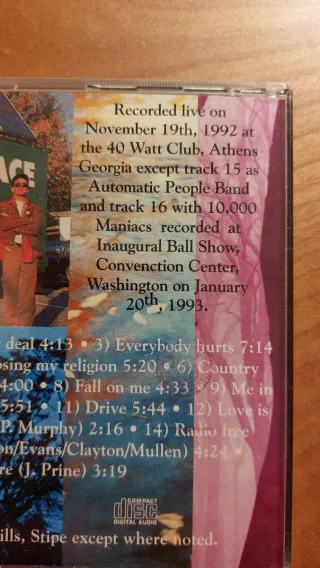 Recorded live on
November 19th, 1992 at
the 40 Watt Club, Athens
Georgia except track 15 as
Automatic People Band
and track 16 with 10,000
Maniacs recorded at
Inaugural Ball Show,
Convenction Center,
Washington on January
20th, 1993.
ACE
deal 4:13 • 3) Everybody hurts 7:14
osing my religion 5:20 • 6) Country
4:00 • 8) Fall on me 4:33 • 9) Me in
5:51 • 11) Drive 5:44 • 12) Love is
P. Murphy) 2:16 • 14) Radio free
on/Evans/Clayton/Mullen) 4:24 •
re (J. Prine) 3:19
COMPACT
disc
DIGITAL AUDIO
ills, Stipe except where noted.